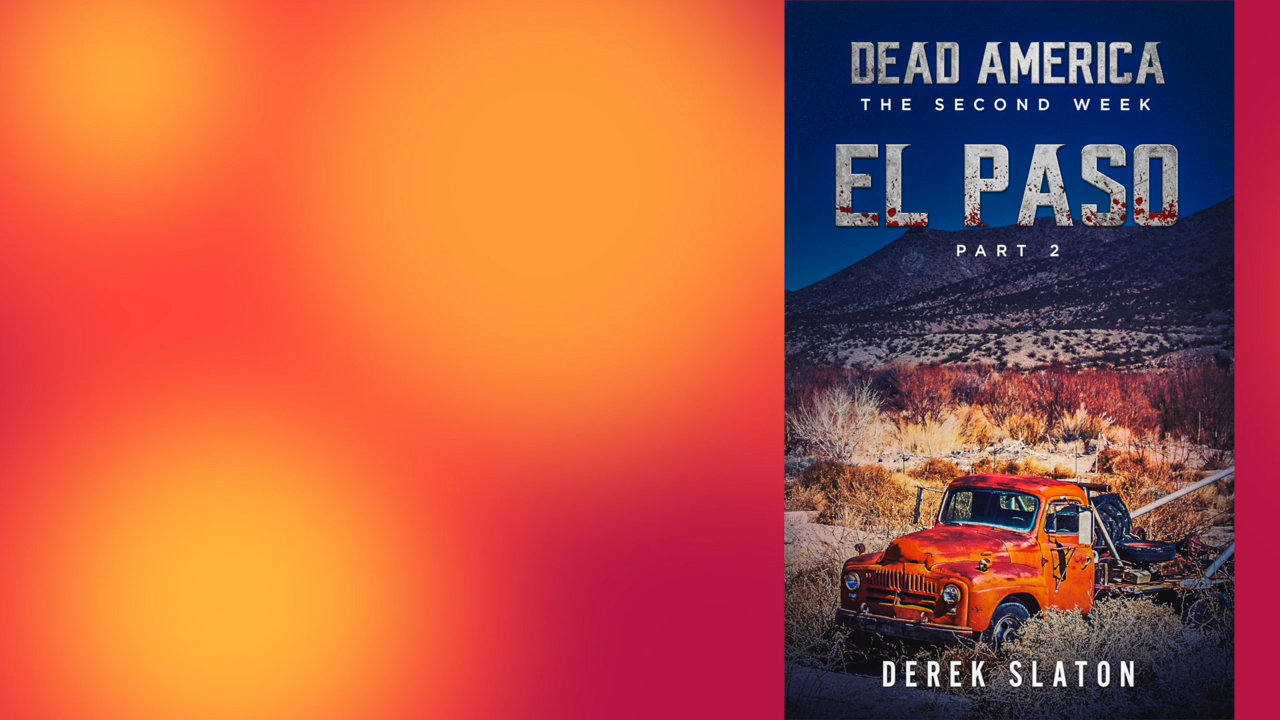 DEAD AMERICA
THE SECOND WEEK
EL PASO
PART 2
DEREK SLATON